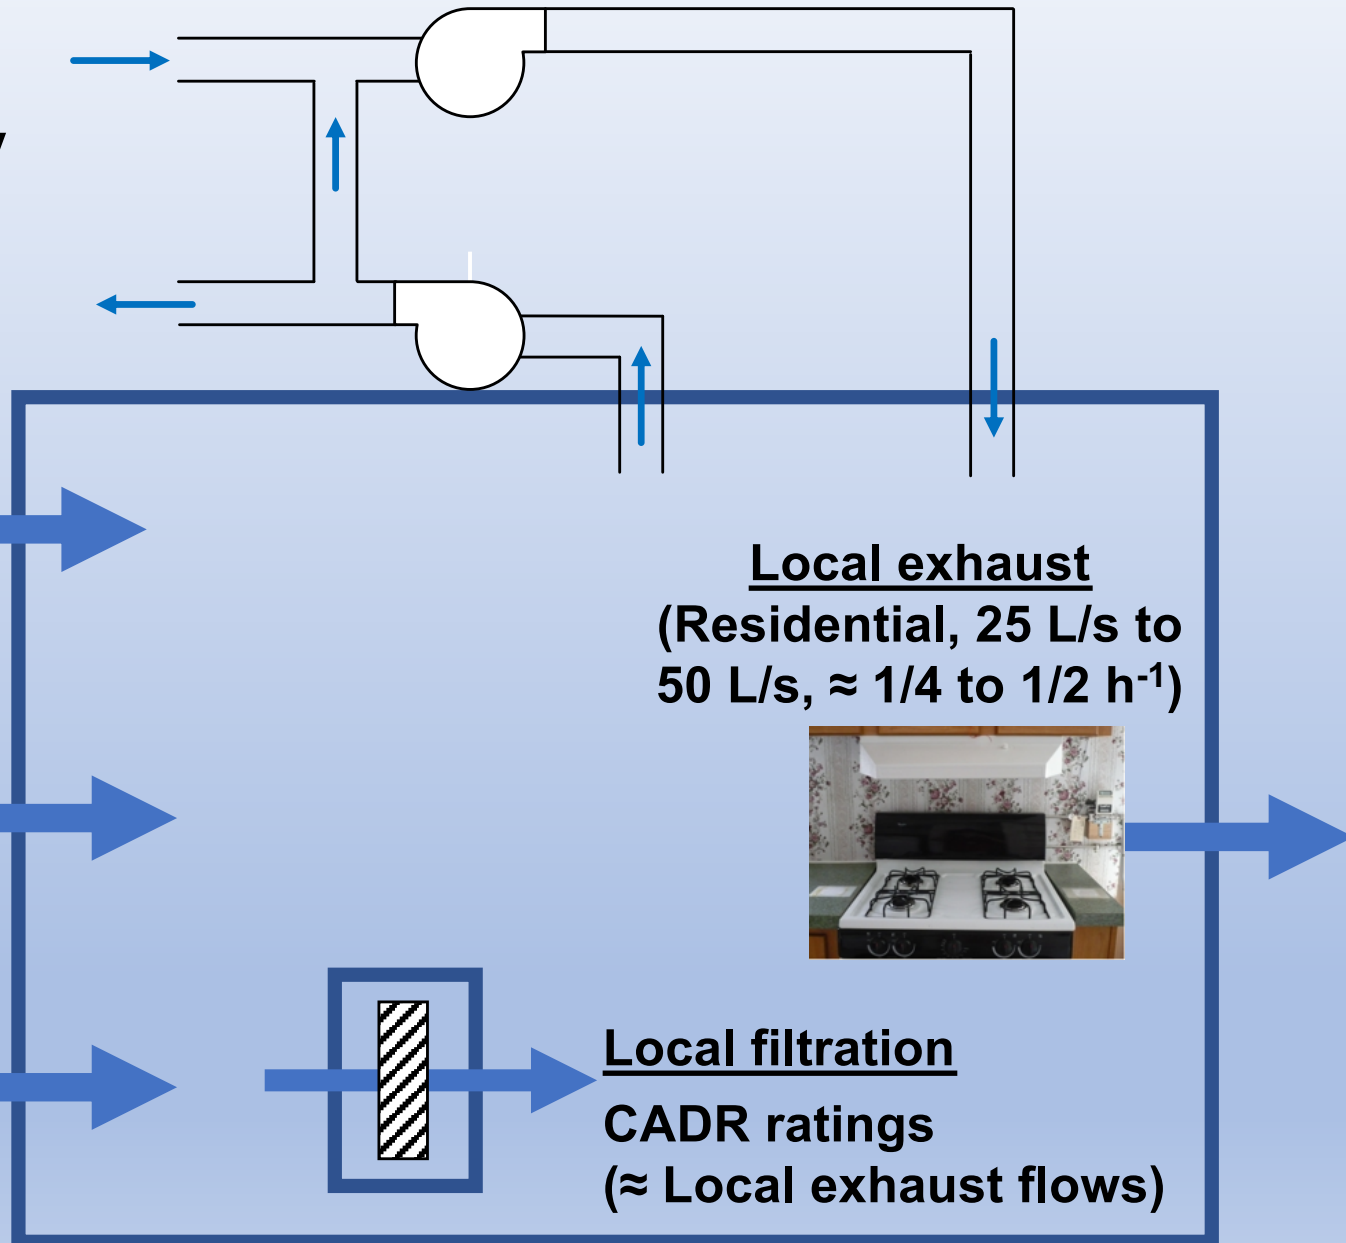 Local exhaust
(Residential, 25 L/s to
50 L/s, ≈ 1/4 to 1/2 h⁻¹)
Local filtration
CADR ratings
(≈ Local exhaust flows)